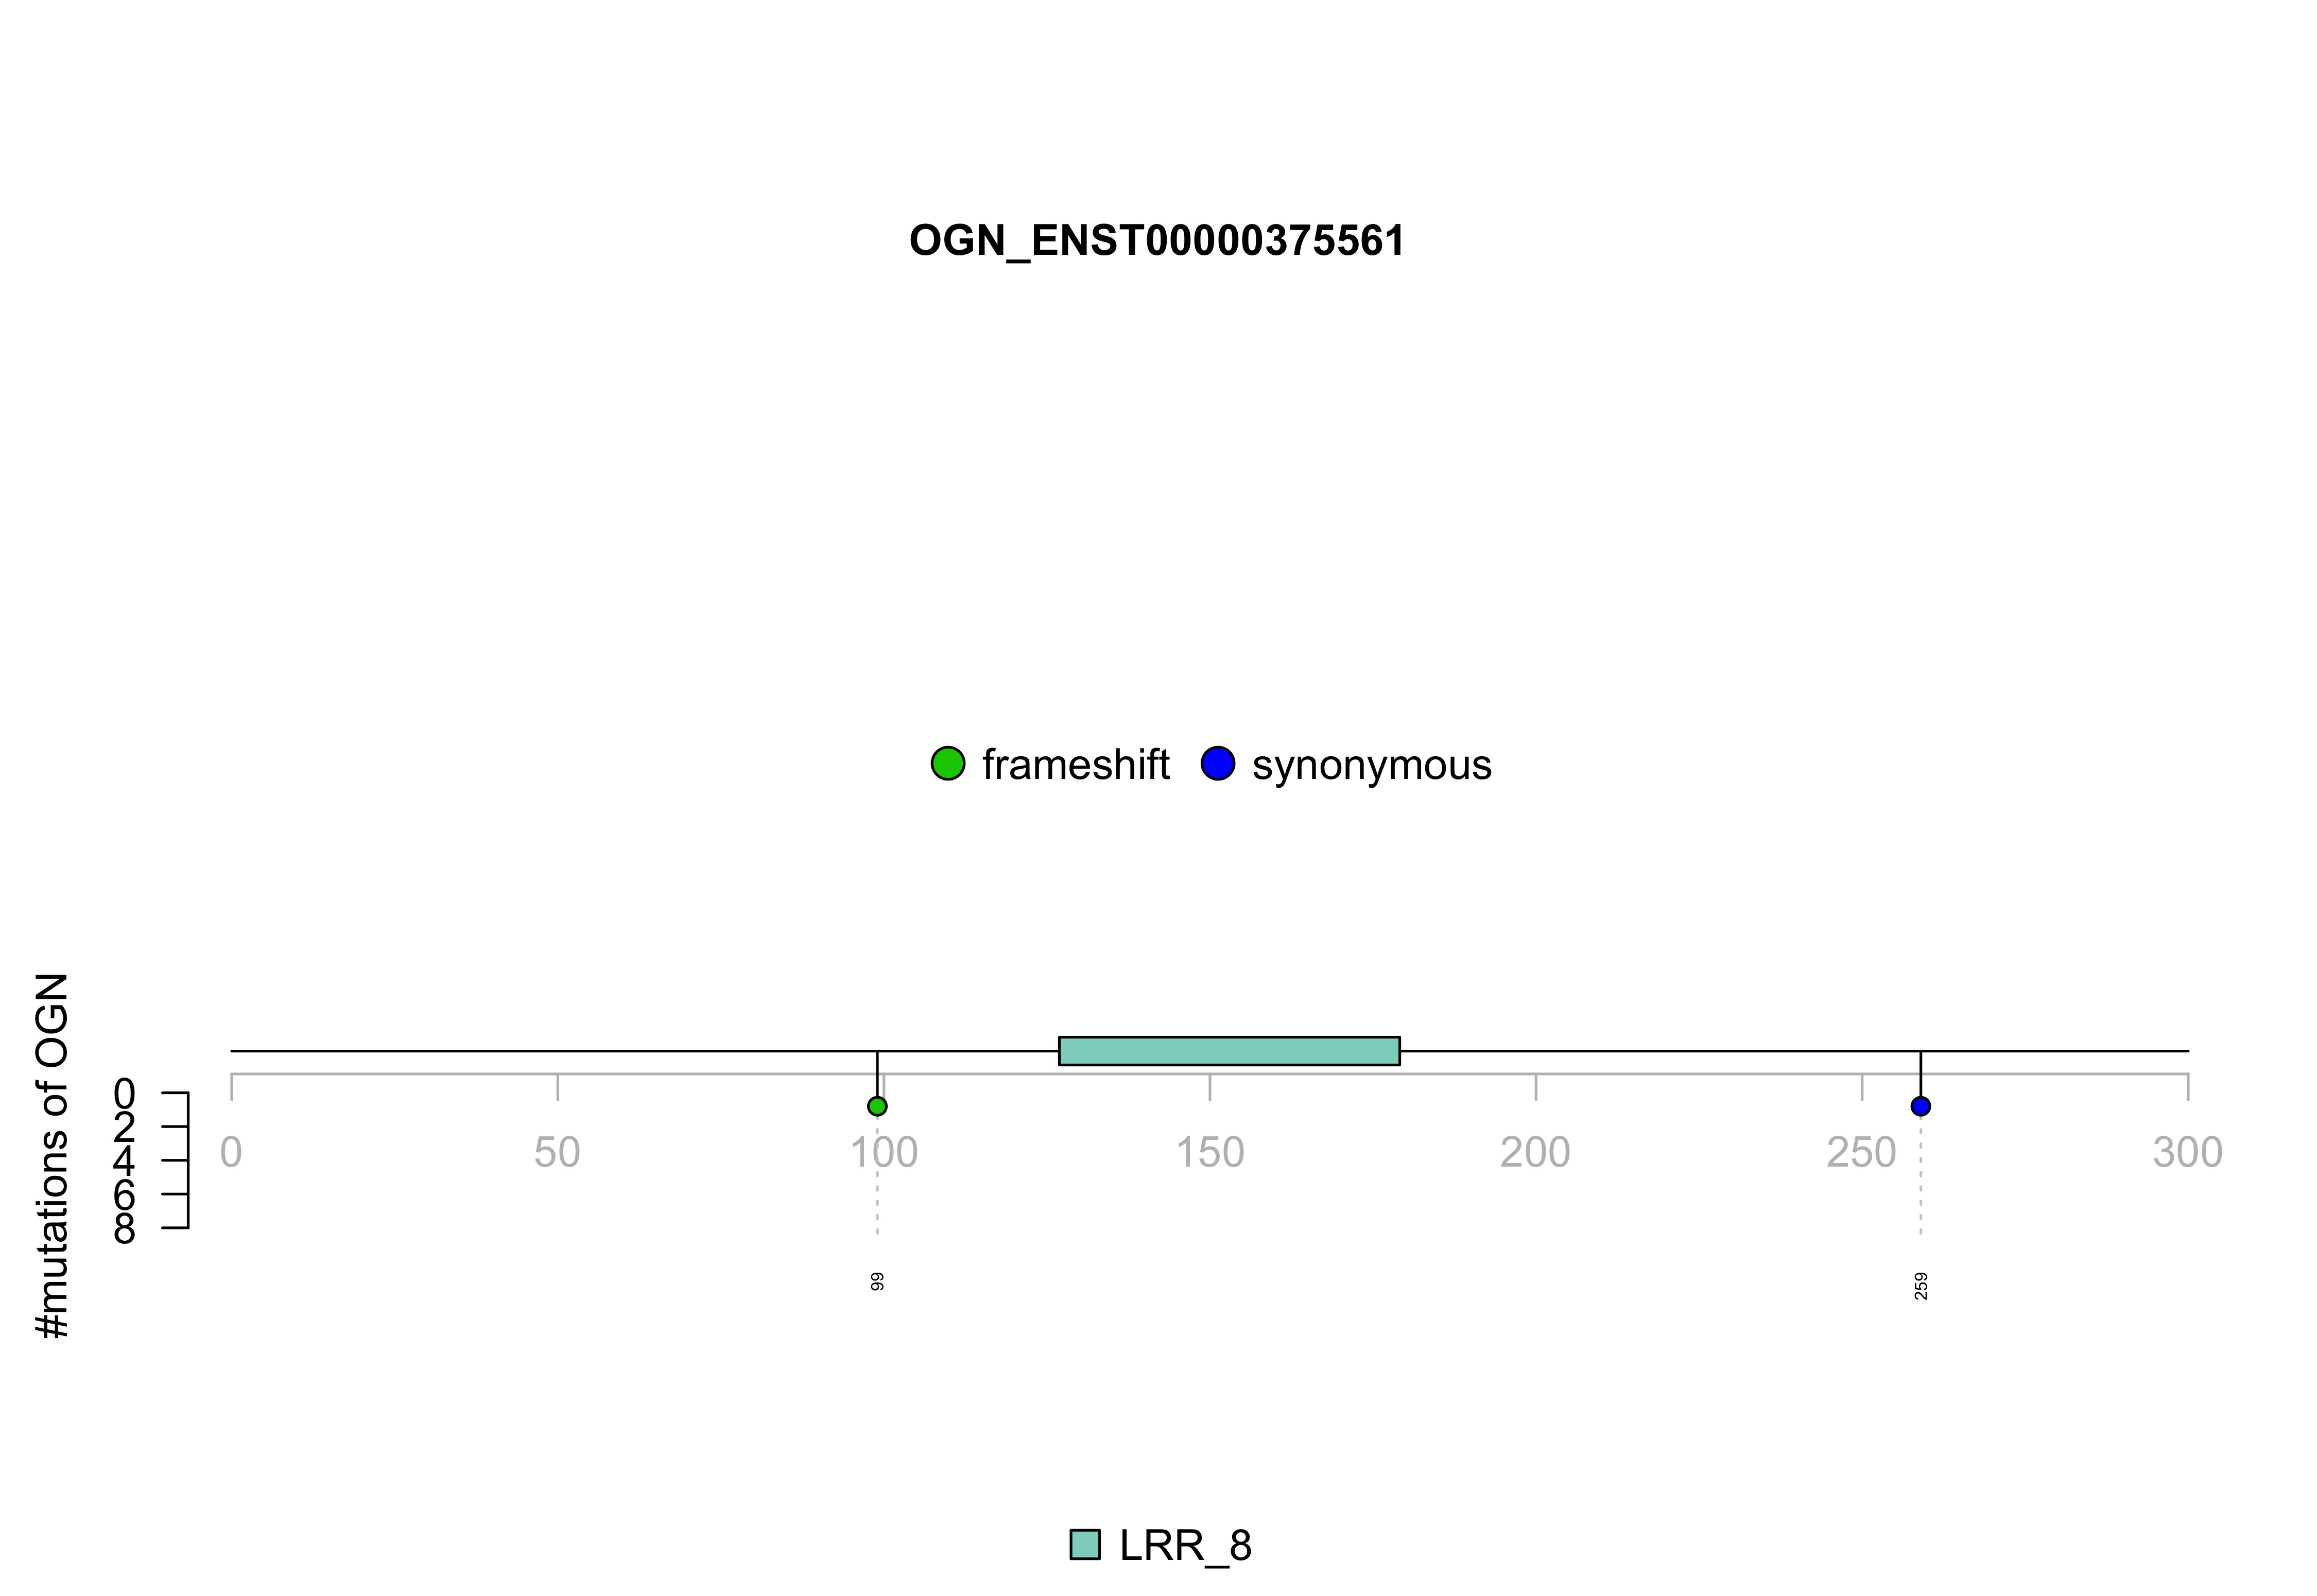 OGN_ENST00000375561
frameshift synonymous
#mutations of OGN
0
2
4
6
8
0 50 100 150 200 250 300
99 259
LRR_8